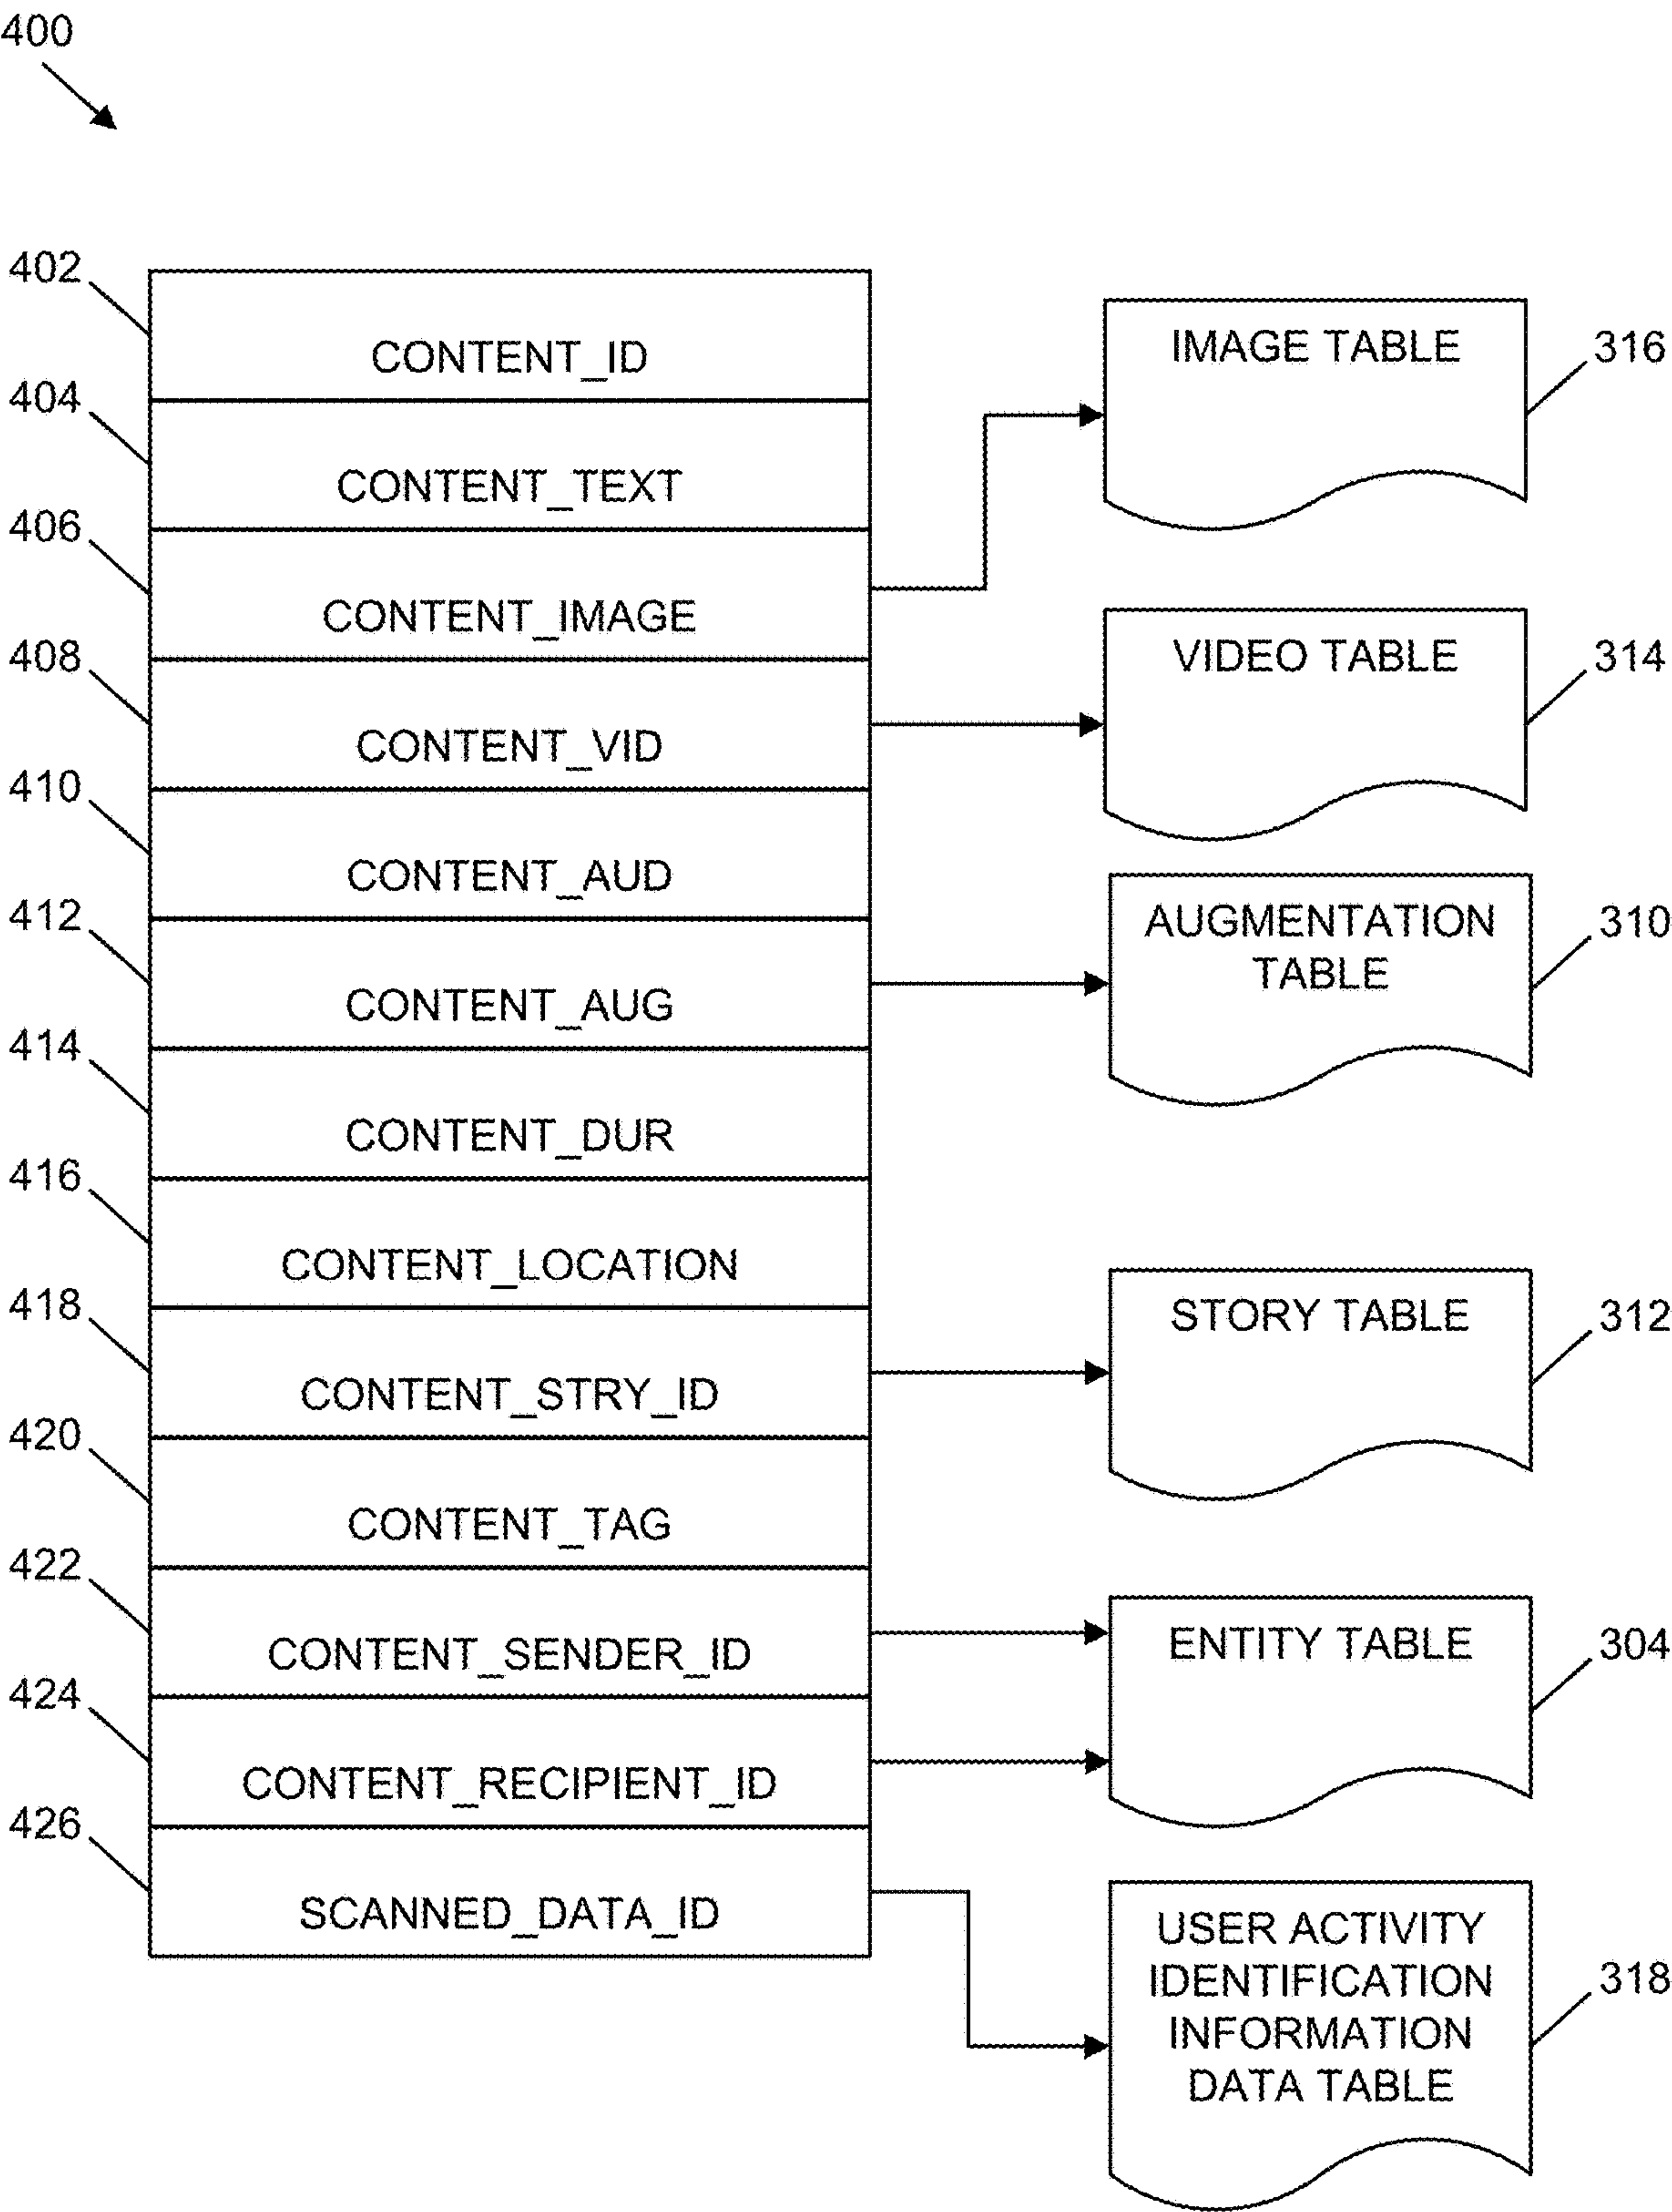 400
402
CONTENT_ID
404
CONTENT_TEXT
406
CONTENT_IMAGE
408
CONTENT_VID
410
CONTENT_AUD
412
CONTENT_AUG
414
CONTENT_DUR
416
CONTENT_LOCATION
418
CONTENT_STRY_ID
420
CONTENT_TAG
422
CONTENT_SENDER_ID
424
CONTENT_RECIPIENT_ID
426
SCANNED_DATA_ID
IMAGE TABLE
316
VIDEO TABLE
314
AUGMENTATION
TABLE
310
STORY TABLE
312
ENTITY TABLE
304
USER ACTIVITY
IDENTIFICATION
INFORMATION
DATA TABLE
318